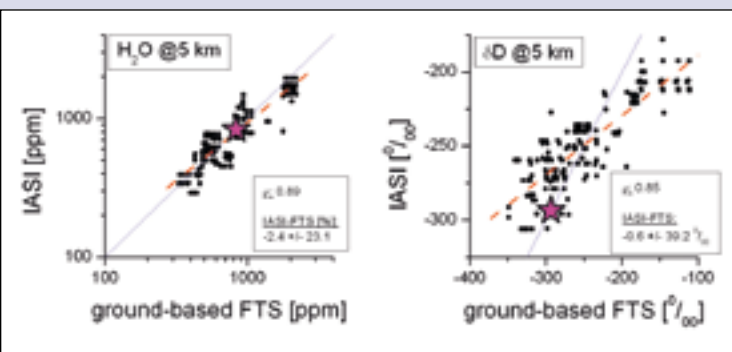 H₂O @5 km
1000
100
IASI [ppm]
0.89
IASI-FTS [%]:
-2.4 +/- 23.1
100
1000
ground-based FTS [ppm]
δD @5 km
-200
-250
-300
IASI [⁰/₀₀]
0.85
IASI-FTS:
-0.6 +/- 39.2 ⁰/₀₀
-400
-300
-200
-100
ground-based FTS [⁰/₀₀]